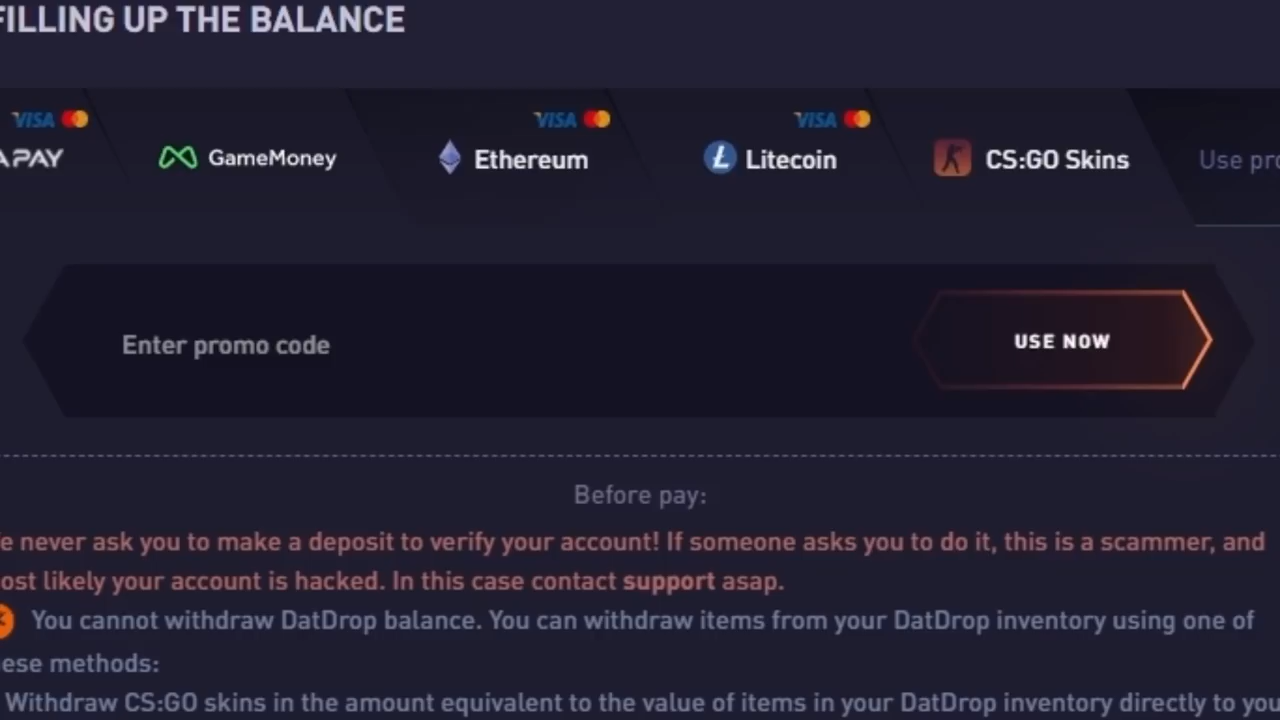 FILLING UP THE BALANCE
VISA VISA VISA
PAY GameMoney Ethereum Litecoin CS:GO Skins Use
Enter promo code USE NOW
Before pay:
never ask you to make a deposit to verify your account! If someone asks you to do it, this is a scammer, and
likely your account is hacked. In this case contact support asap.
You cannot withdraw DatDrop balance. You can withdraw items from your DatDrop inventory using one of
methods:
Withdraw CS:GO skins in the amount equivalent to the value of items in your DatDrop inventory directly to